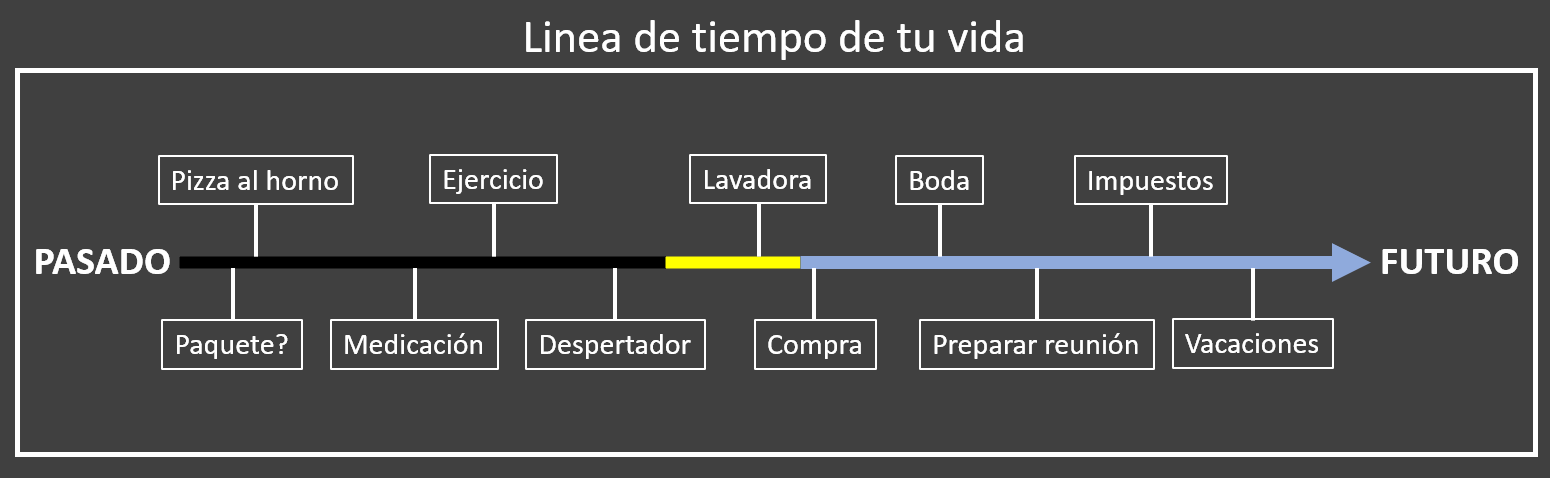 Linea de tiempo de tu vida
Pizza al horno
Ejercicio
Lavadora
Boda
Impuestos
PASADO
FUTURO
Paquete?
Medicación
Despertador
Compra
Preparar reunión
Vacaciones